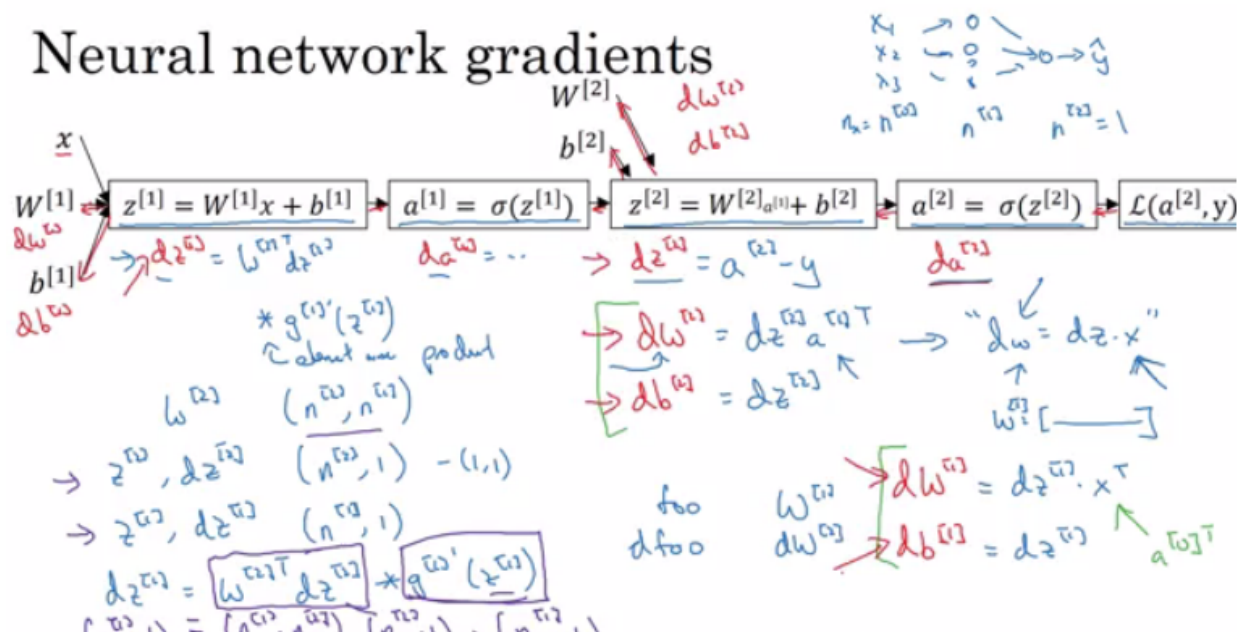 Neural network gradients
x₁
x₂
x₃
ŷ
nₓ = n^[0] n^[1] n^[2] = 1
W^[2] dW^[2]
b^[2] db^[2]
x
W^[1] z^[1] = W^[1]x + b^[1] a^[1] = σ(z^[1]) z^[2] = W^[2]a^[1] + b^[2] a^[2] = σ(z^[2]) ℒ(a^[2], y)
dW^[1]
b^[1]
db^[1]
→ dz^[1] = W^[2]T dz^[2] da^[1] = .. → dz^[2] = a^[2] - y da^[2]
* g^[1]'(z^[1])
product
→ dW^[2] = dz^[2] a^[1]T → "dw = dz · x"
→ db^[2] = dz^[2]
W^[2] (n^[2], n^[1])
→ z^[2], dz^[2] (n^[2], 1) - (1,1)
→ z^[1], dz^[1] (n^[1], 1)
dz^[1] = W^[2]T dz^[2] * g^[1]'(z^[1])
foo W^[1]
dfoo dW^[1]
dW^[1] = dz^[1] · x^T
db^[1] = dz^[1]
a^[0]T